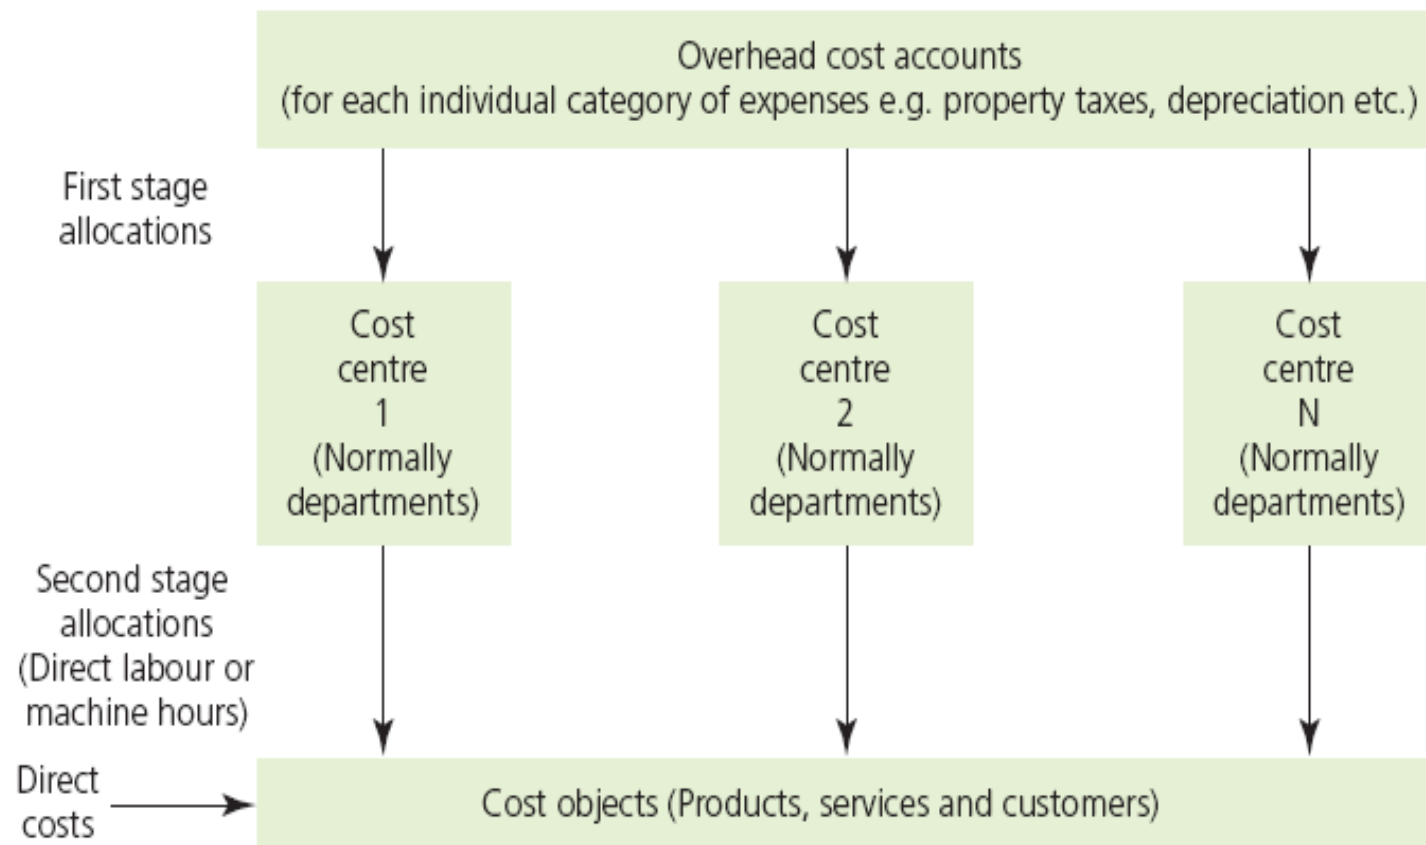 Overhead cost accounts
(for each individual category of expenses e.g. property taxes, depreciation etc.)
First stage
allocations
Cost
centre
1
(Normally
departments)
Cost
centre
2
(Normally
departments)
Cost
centre
N
(Normally
departments)
Second stage
allocations
(Direct labour or
machine hours)
Direct
costs
Cost objects (Products, services and customers)